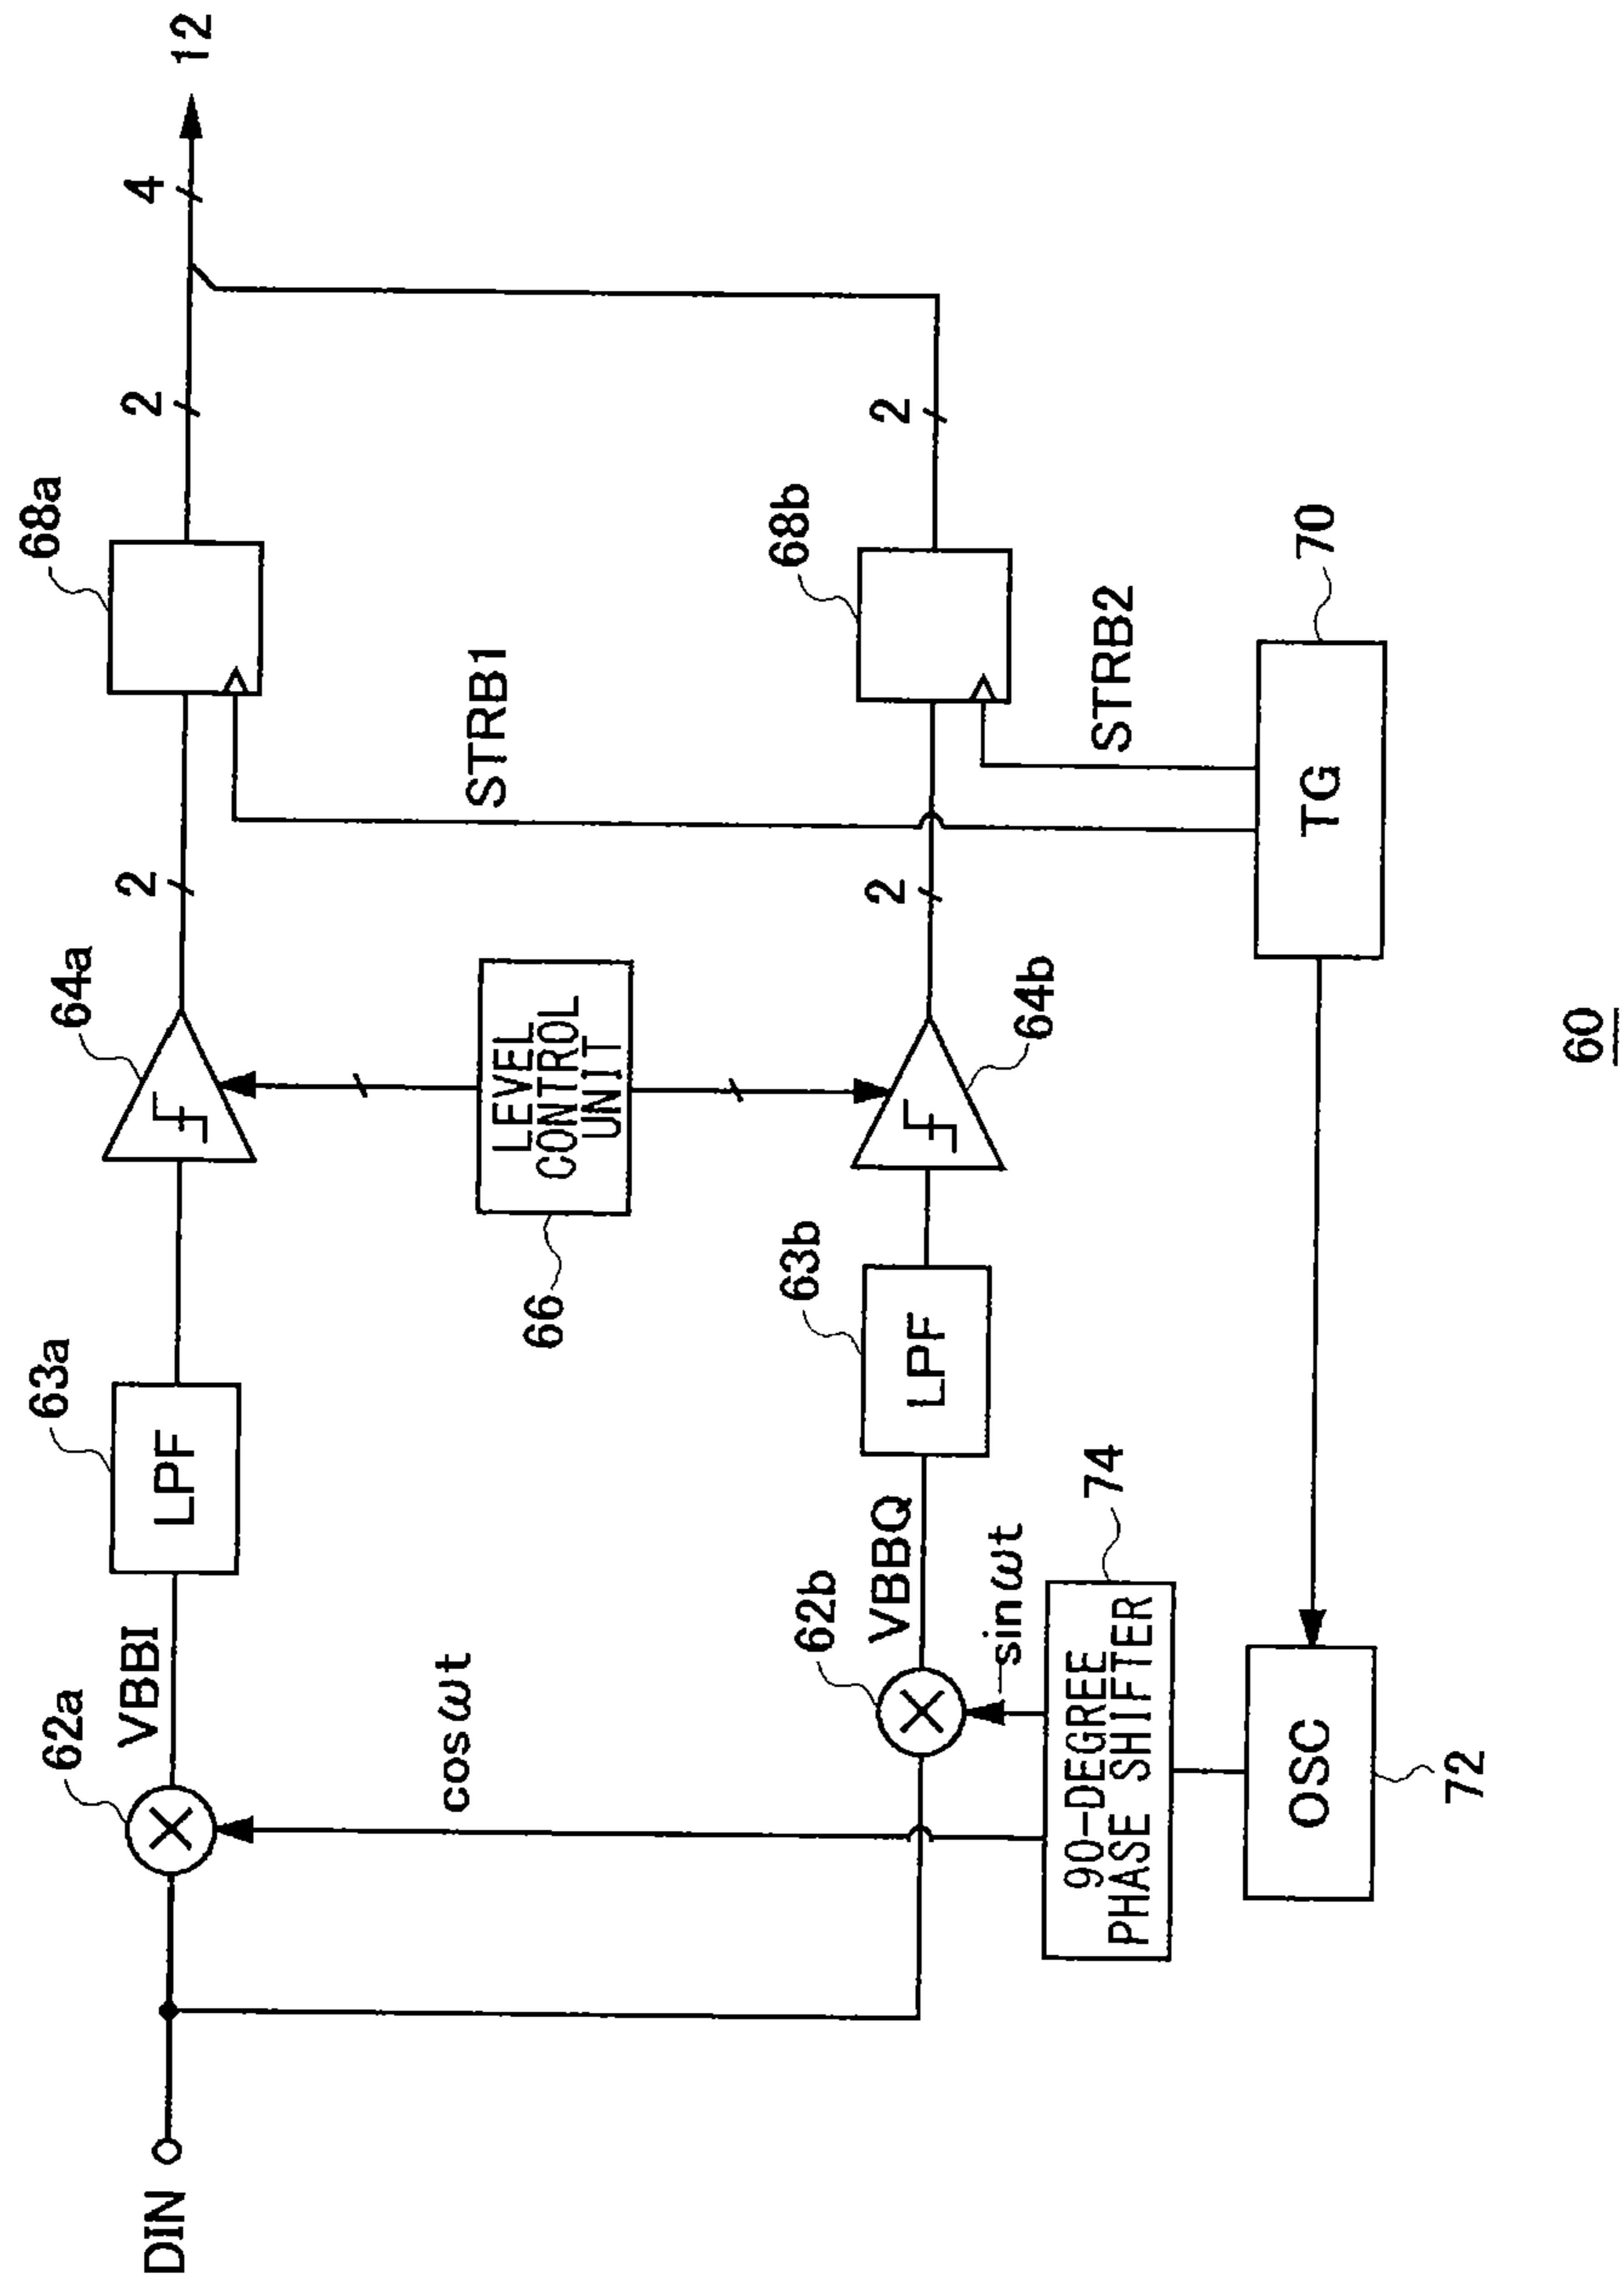 DIN
62a
VBBI
63a
LPF
64a
2
68a
2
4
12
cosωt
66
LEVEL
CONTROL
UNIT
STRB1
62b
VBBQ
sinωt
63b
LPF
64b
2
68b
2
STRB2
90-DEGREE
PHASE SHIFTER
74
OSC
72
TG
70
60